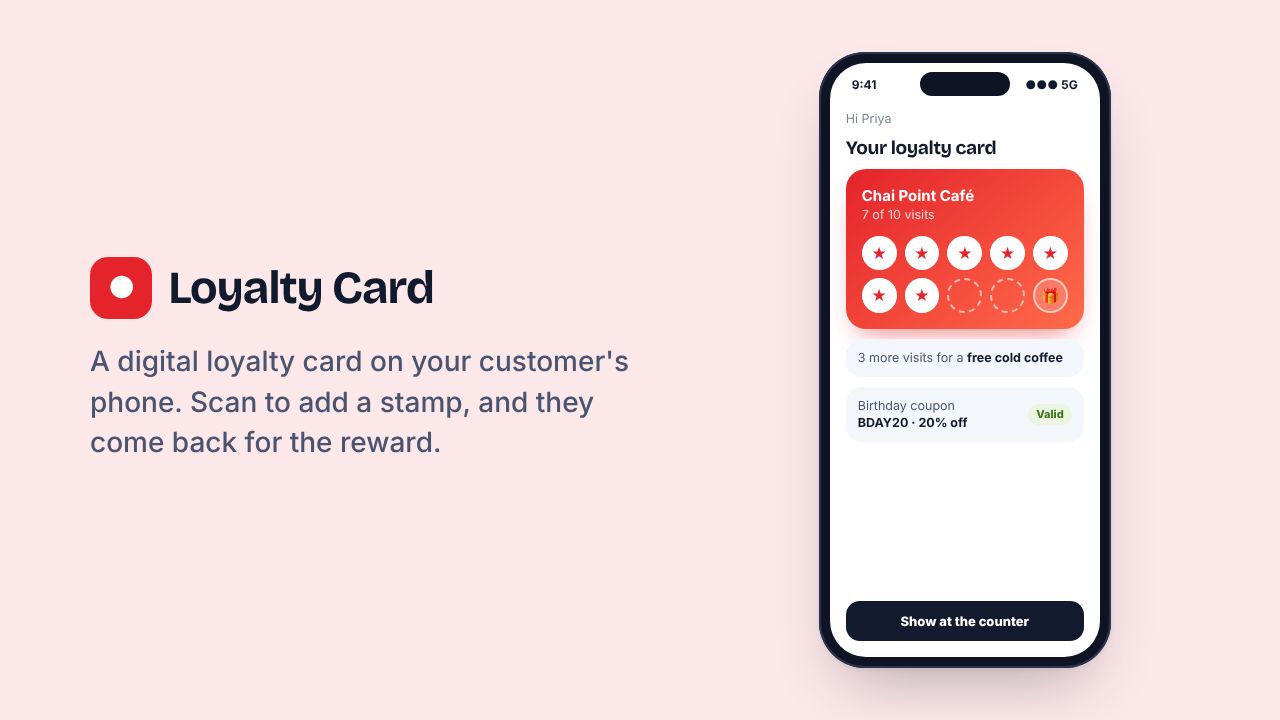 Loyalty Card
A digital loyalty card on your customer's
phone. Scan to add a stamp, and they
come back for the reward.
9:41
5G
Hi Priya
Your loyalty card
Chai Point Café
7 of 10 visits
3 more visits for a free cold coffee
Birthday coupon
BDAY20 · 20% off
Valid
Show at the counter